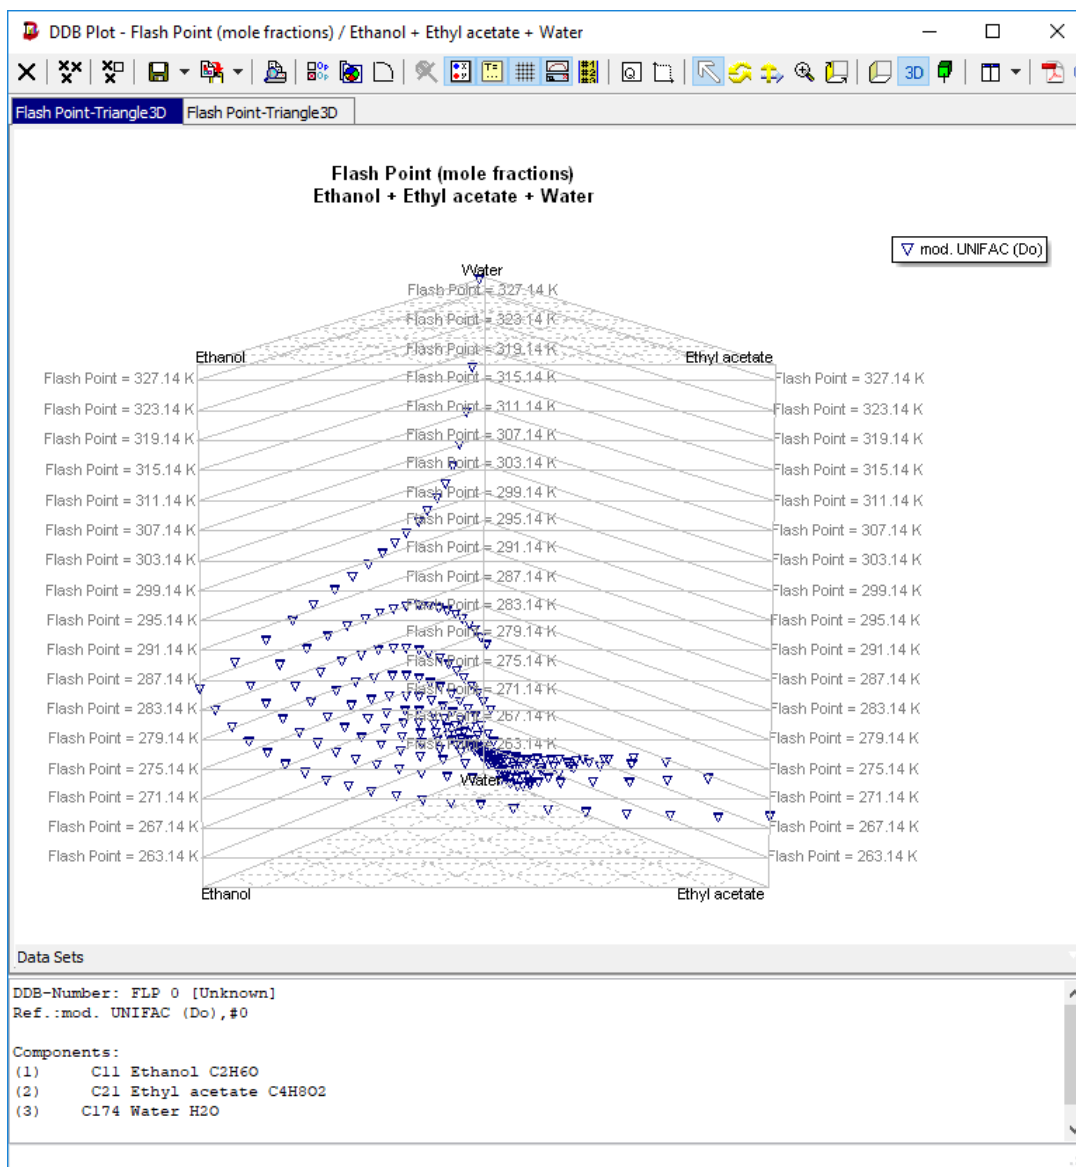 DDB Plot - Flash Point (mole fractions) / Ethanol + Ethyl acetate + Water
3D
Flash Point-Triangle3D Flash Point-Triangle3D
Flash Point (mole fractions)
Ethanol + Ethyl acetate + Water
mod. UNIFAC (Do)
Water
Flash Point = 327.14 K
Flash Point = 323.14 K
Flash Point = 319.14 K
Ethanol
Ethyl acetate
Flash Point = 327.14 K Flash Point = 315.14 K Flash Point = 327.14 K
Flash Point = 323.14 K Flash Point = 311.14 K Flash Point = 323.14 K
Flash Point = 319.14 K Flash Point = 307.14 K Flash Point = 319.14 K
Flash Point = 315.14 K Flash Point = 303.14 K Flash Point = 315.14 K
Flash Point = 311.14 K Flash Point = 299.14 K Flash Point = 311.14 K
Flash Point = 307.14 K Flash Point = 295.14 K Flash Point = 307.14 K
Flash Point = 303.14 K Flash Point = 291.14 K Flash Point = 303.14 K
Flash Point = 299.14 K Flash Point = 287.14 K Flash Point = 299.14 K
Flash Point = 295.14 K Flash Point = 283.14 K Flash Point = 295.14 K
Flash Point = 291.14 K Flash Point = 279.14 K Flash Point = 291.14 K
Flash Point = 287.14 K Flash Point = 275.14 K Flash Point = 287.14 K
Flash Point = 283.14 K Flash Point = 271.14 K Flash Point = 283.14 K
Flash Point = 279.14 K Flash Point = 267.14 K Flash Point = 279.14 K
Flash Point = 275.14 K Flash Point = 263.14 K Flash Point = 275.14 K
Water
Flash Point = 271.14 K Flash Point = 271.14 K
Flash Point = 267.14 K Flash Point = 267.14 K
Flash Point = 263.14 K Flash Point = 263.14 K
Ethanol
Ethyl acetate
Data Sets
DDB-Number: FLP 0 [Unknown]
Ref.:mod. UNIFAC (Do),#0
Components:
(1) C11 Ethanol C2H6O
(2) C21 Ethyl acetate C4H8O2
(3) C174 Water H2O